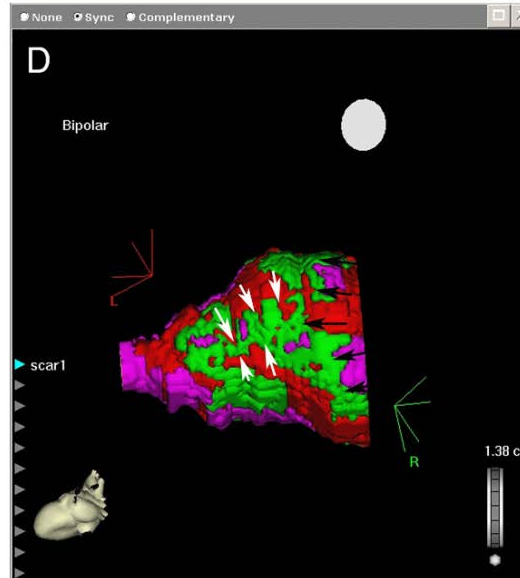 None Sync Complementary
D
Bipolar
L
scar1
R
1.38 c